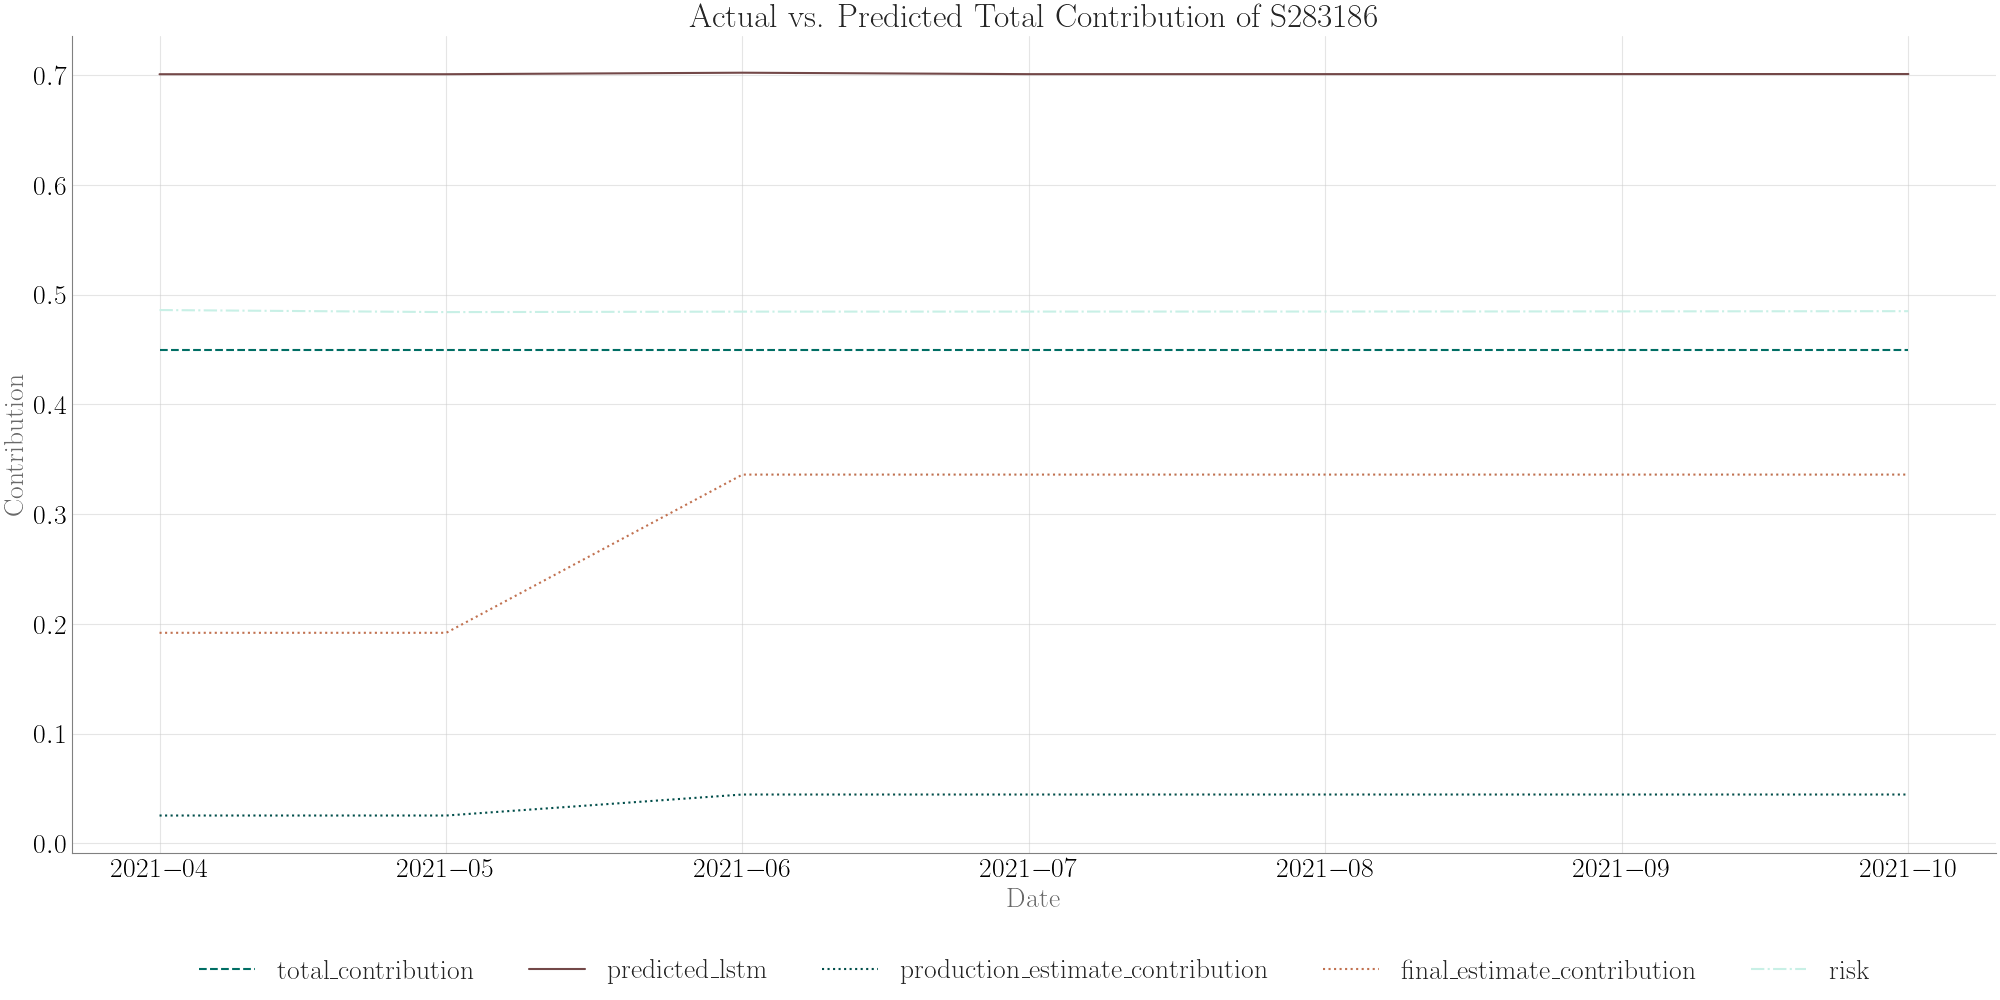 Actual vs. Predicted Total Contribution of S283186
0.7
0.6
0.5
0.4
0.3
0.2
0.1
0.0
Contribution
2021−04 2021−05 2021−06 2021−07 2021−08 2021−09 2021−10
Date
total_contribution predicted_lstm production_estimate_contribution final_estimate_contribution risk